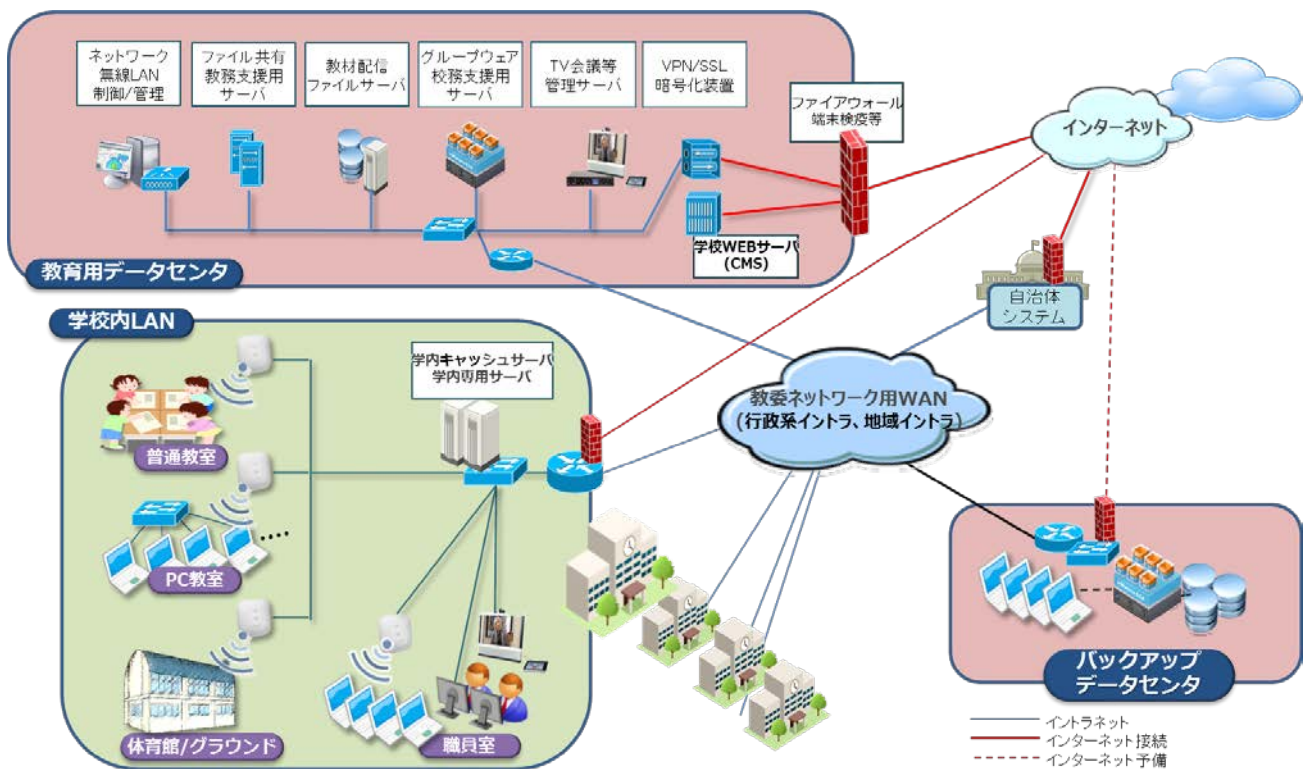 ネットワーク
無線LAN
制御/管理
ファイル共有
教務支援用
サーバ
教材配信
ファイルサーバ
グループウェア
校務支援用
サーバ
TV会議等
管理サーバ
VPN/SSL
暗号化装置
ファイアウォール
端末検疫等
インターネット
学校WEBサーバ
(CMS)
教育用データセンタ
自治体
システム
学校内LAN
学内キャッシュサーバ
学内専用サーバ
教委ネットワーク用WAN
(行政系イントラ、地域イントラ)
普通教室
PC教室
体育館/グラウンド
職員室
バックアップ
データセンタ
イントラネット
インターネット接続
インターネット予備